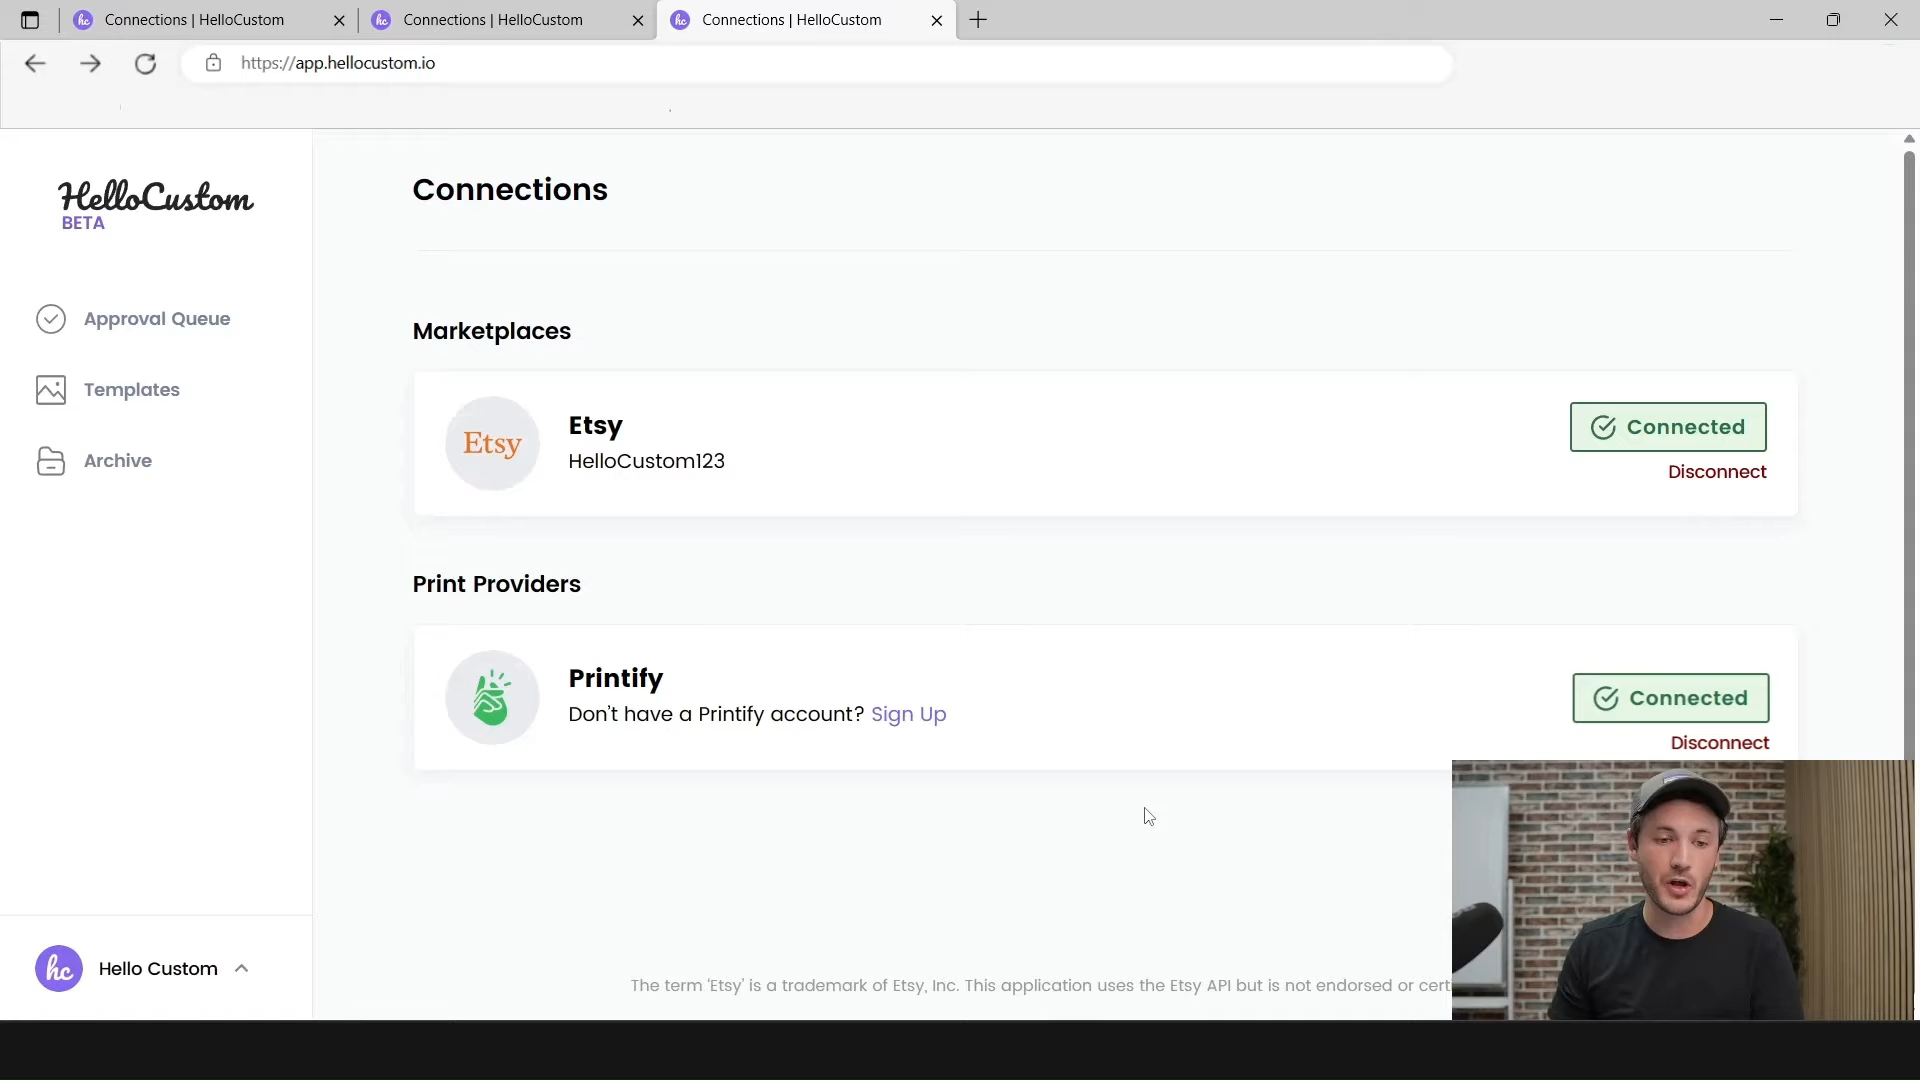 Connections | HelloCustom
Connections | HelloCustom
Connections | HelloCustom
https://app.hellocustom.io
HelloCustom
BETA
Approval Queue
Templates
Archive
hc
Hello Custom
Connections
Marketplaces
Etsy
Etsy
HelloCustom123
Connected
Disconnect
Print Providers
Printify
Don't have a Printify account? Sign Up
Connected
Disconnect
The term 'Etsy' is a trademark of Etsy, Inc. This application uses the Etsy API but is not endorsed or certi